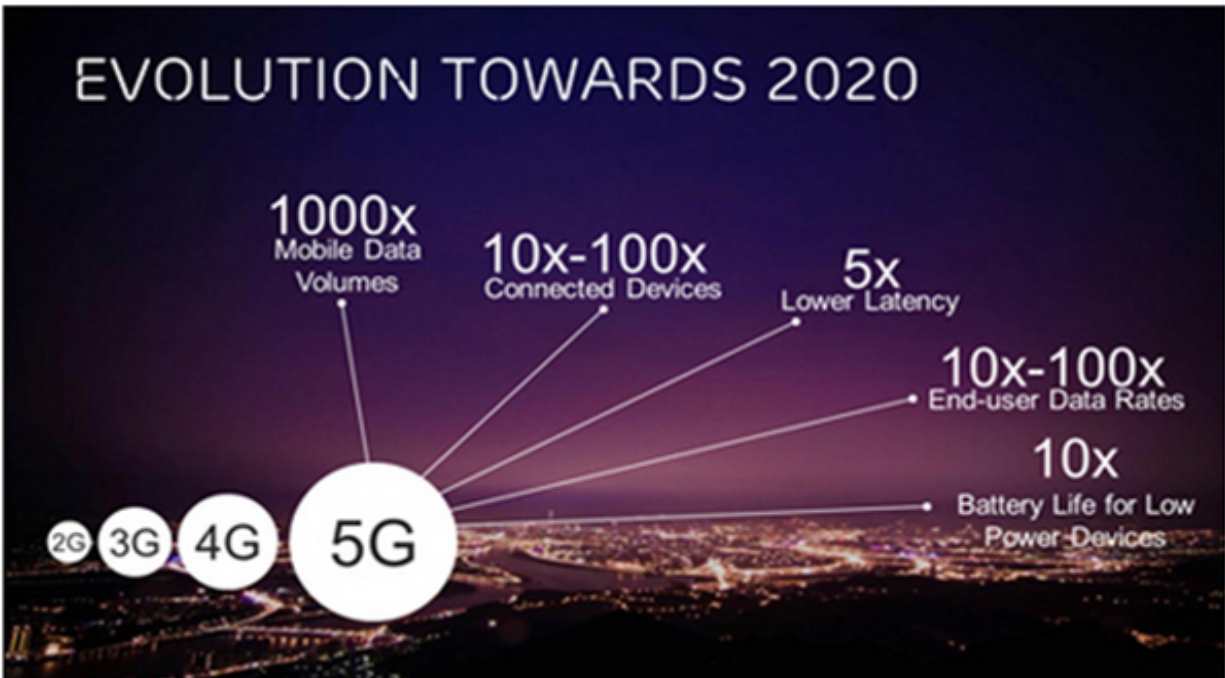 EVOLUTION TOWARDS 2020
1000x
Mobile Data
Volumes
10x-100x
Connected Devices
5x
Lower Latency
10x-100x
End-user Data Rates
10x
Battery Life for Low
Power Devices
2G
3G
4G
5G